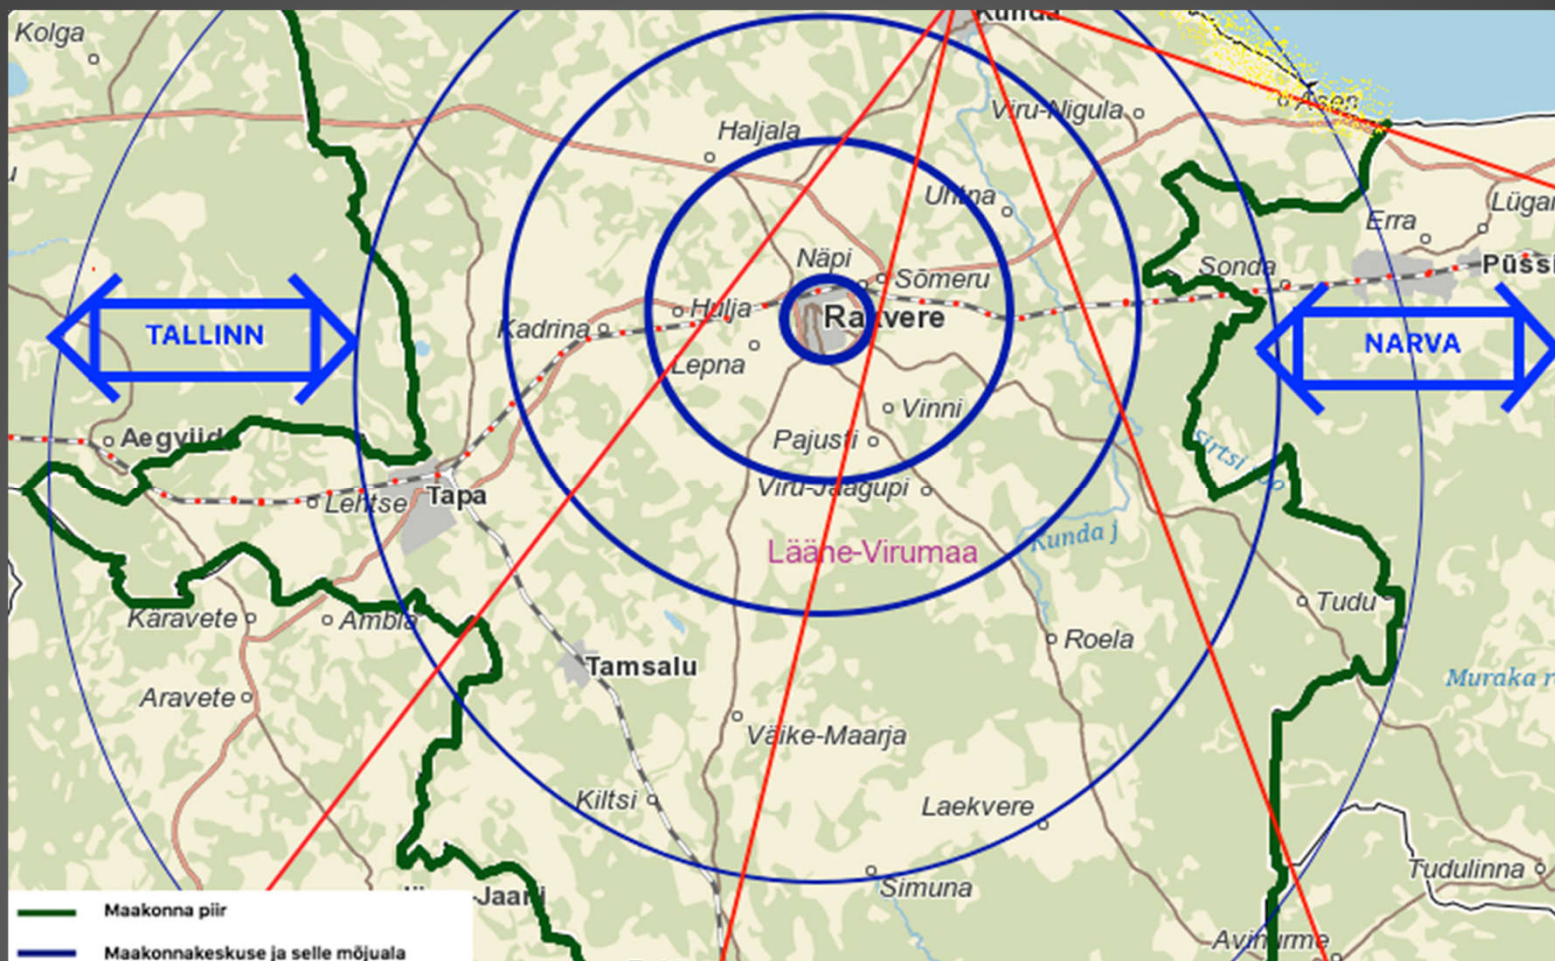 Kolga
Kunda
Viru-Nigula
Aseri
Haljala
Uhtna
Erra
Näpi
Sõmeru
Sonda
Püssi
Hulja
Rakvere
Kadrina
TALLINN
NARVA
Lepna
Vinni
Aegviidu
Pajusti
Lehtse
Tapa
Viru-Jaagupi
Kunda j
Lääne-Virumaa
Käravete
Ambla
Roela
Tudu
Tamsalu
Aravete
Muraka r
Väike-Maarja
Kiltsi
Laekvere
Simuna
Tudulinna
Avinurme
Maakonna piir
Maakonnakeskuse ja selle mõjuala